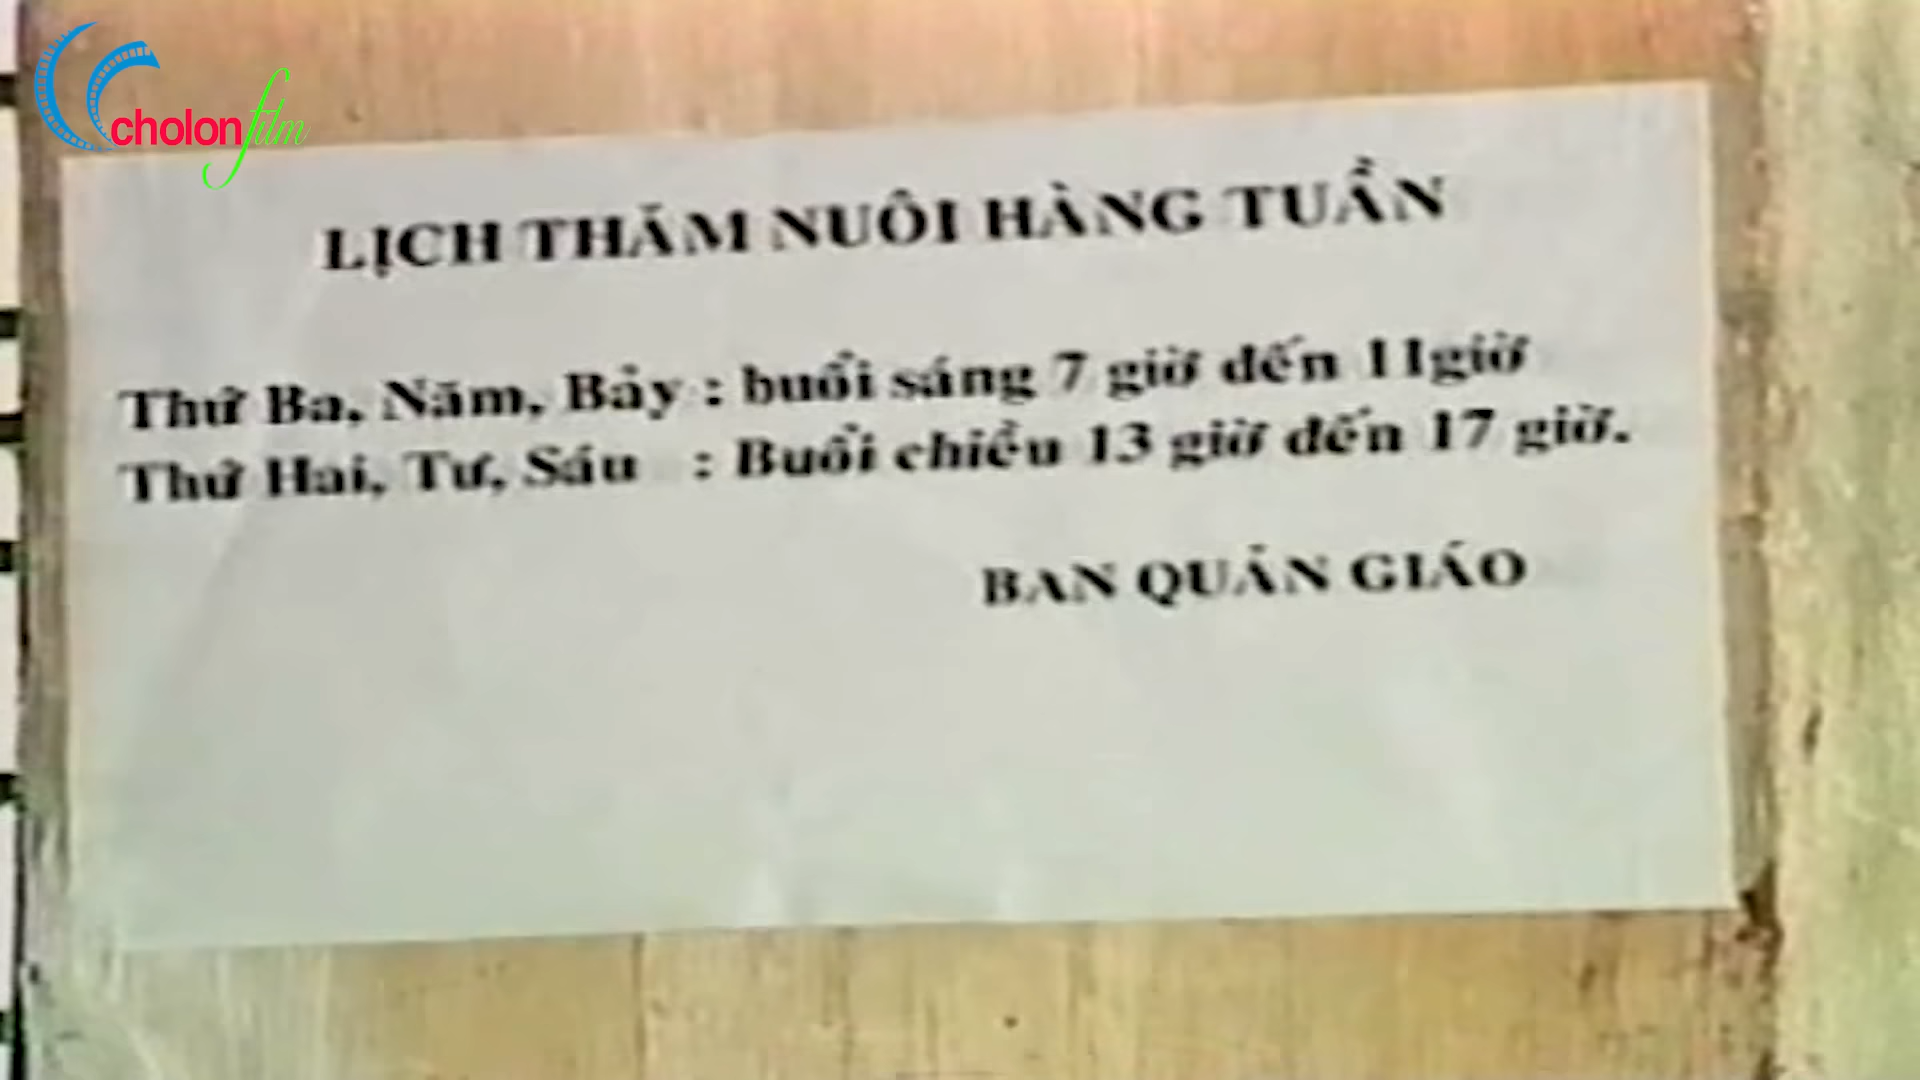 cholonfilm
LỊCH THĂM NUÔI HÀNG TUẦN
Thứ Ba, Năm, Bảy : buổi sáng 7 giờ đến 11giờ
Thứ Hai, Tư, Sáu : Buổi chiều 13 giờ đến 17 giờ.
BAN QUẢN GIÁO